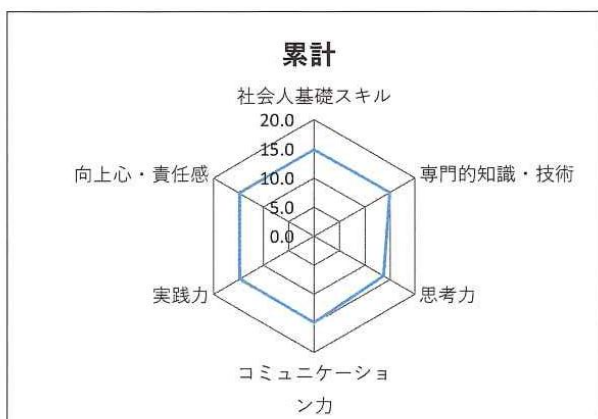 累計
社会人基礎スキル
20.0
15.0
10.0
5.0
0.0
向上心・責任感
専門的知識・技術
実践力
思考力
コミュニケーショ
ン力